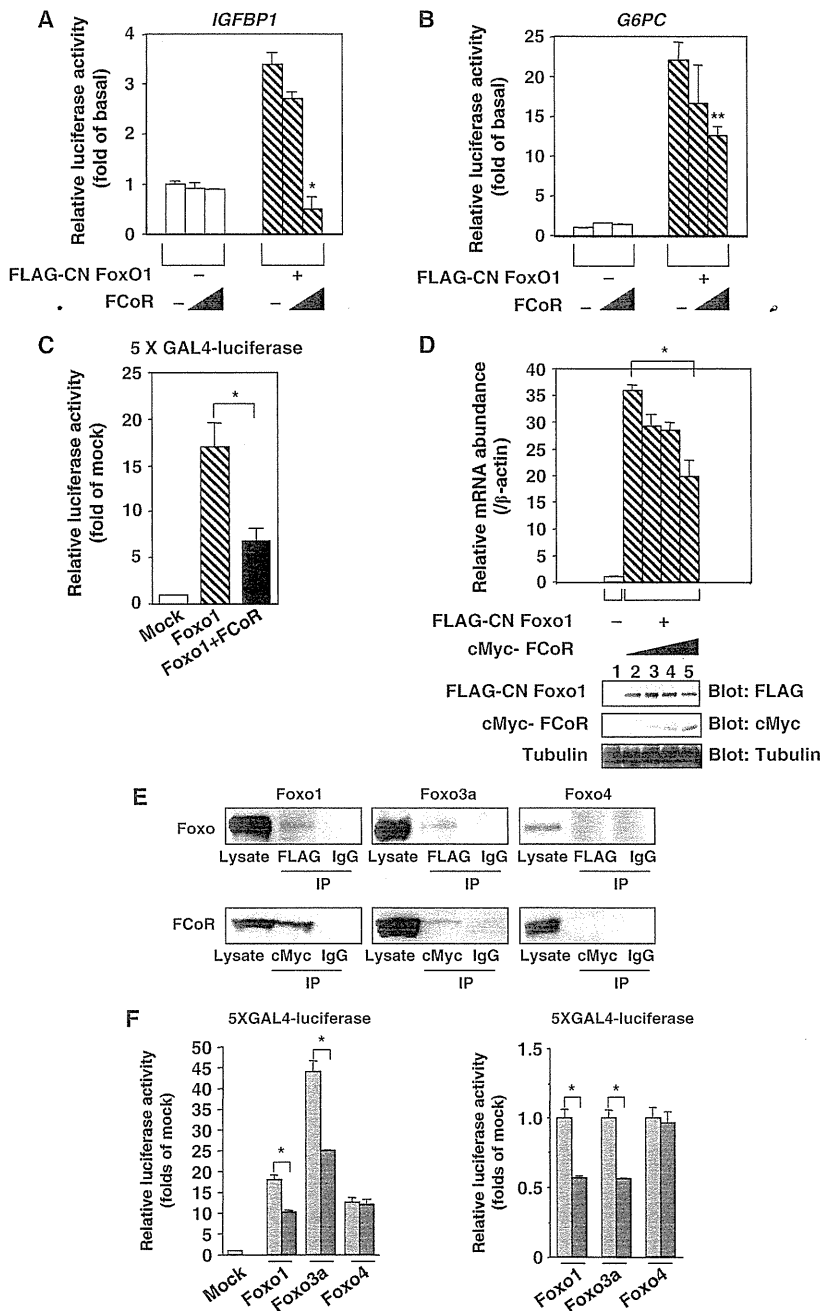 A
IGFBP1
Relative luciferase activity
(fold of basal)
4
3
2
1
0
*
FLAG-CN FoxO1
–
+
FCoR
–
–
B
G6PC
Relative luciferase activity
(fold of basal)
25
20
15
10
5
0
**
FLAG-CN FoxO1
–
+
FCoR
–
–
C
5 X GAL4-luciferase
Relative luciferase activity
(fold of mock)
25
20
15
10
5
0
*
Mock
Foxo1
Foxo1+FCoR
D
*
Relative mRNA abundance
(/β-actin)
40
35
30
25
20
15
10
5
0
FLAG-CN Foxo1
–
+
cMyc- FCoR
1 2 3 4 5
FLAG-CN Foxo1
Blot: FLAG
cMyc- FCoR
Blot: cMyc
Tubulin
Blot: Tubulin
E
Foxo1
Foxo3a
Foxo4
Foxo
Lysate FLAG IgG
Lysate FLAG IgG
Lysate FLAG IgG
IP
IP
IP
FCoR
Lysate cMyc IgG
Lysate cMyc IgG
Lysate cMyc IgG
IP
IP
IP
F
5XGAL4-luciferase
Relative luciferase activity
(folds of mock)
50
45
40
35
30
25
20
15
10
5
0
*
*
Mock
Foxo1
Foxo3a
Foxo4
5XGAL4-luciferase
Relative luciferase activity
(folds of mock)
1.5
1.0
0.5
0
*
*
Foxo1
Foxo3a
Foxo4